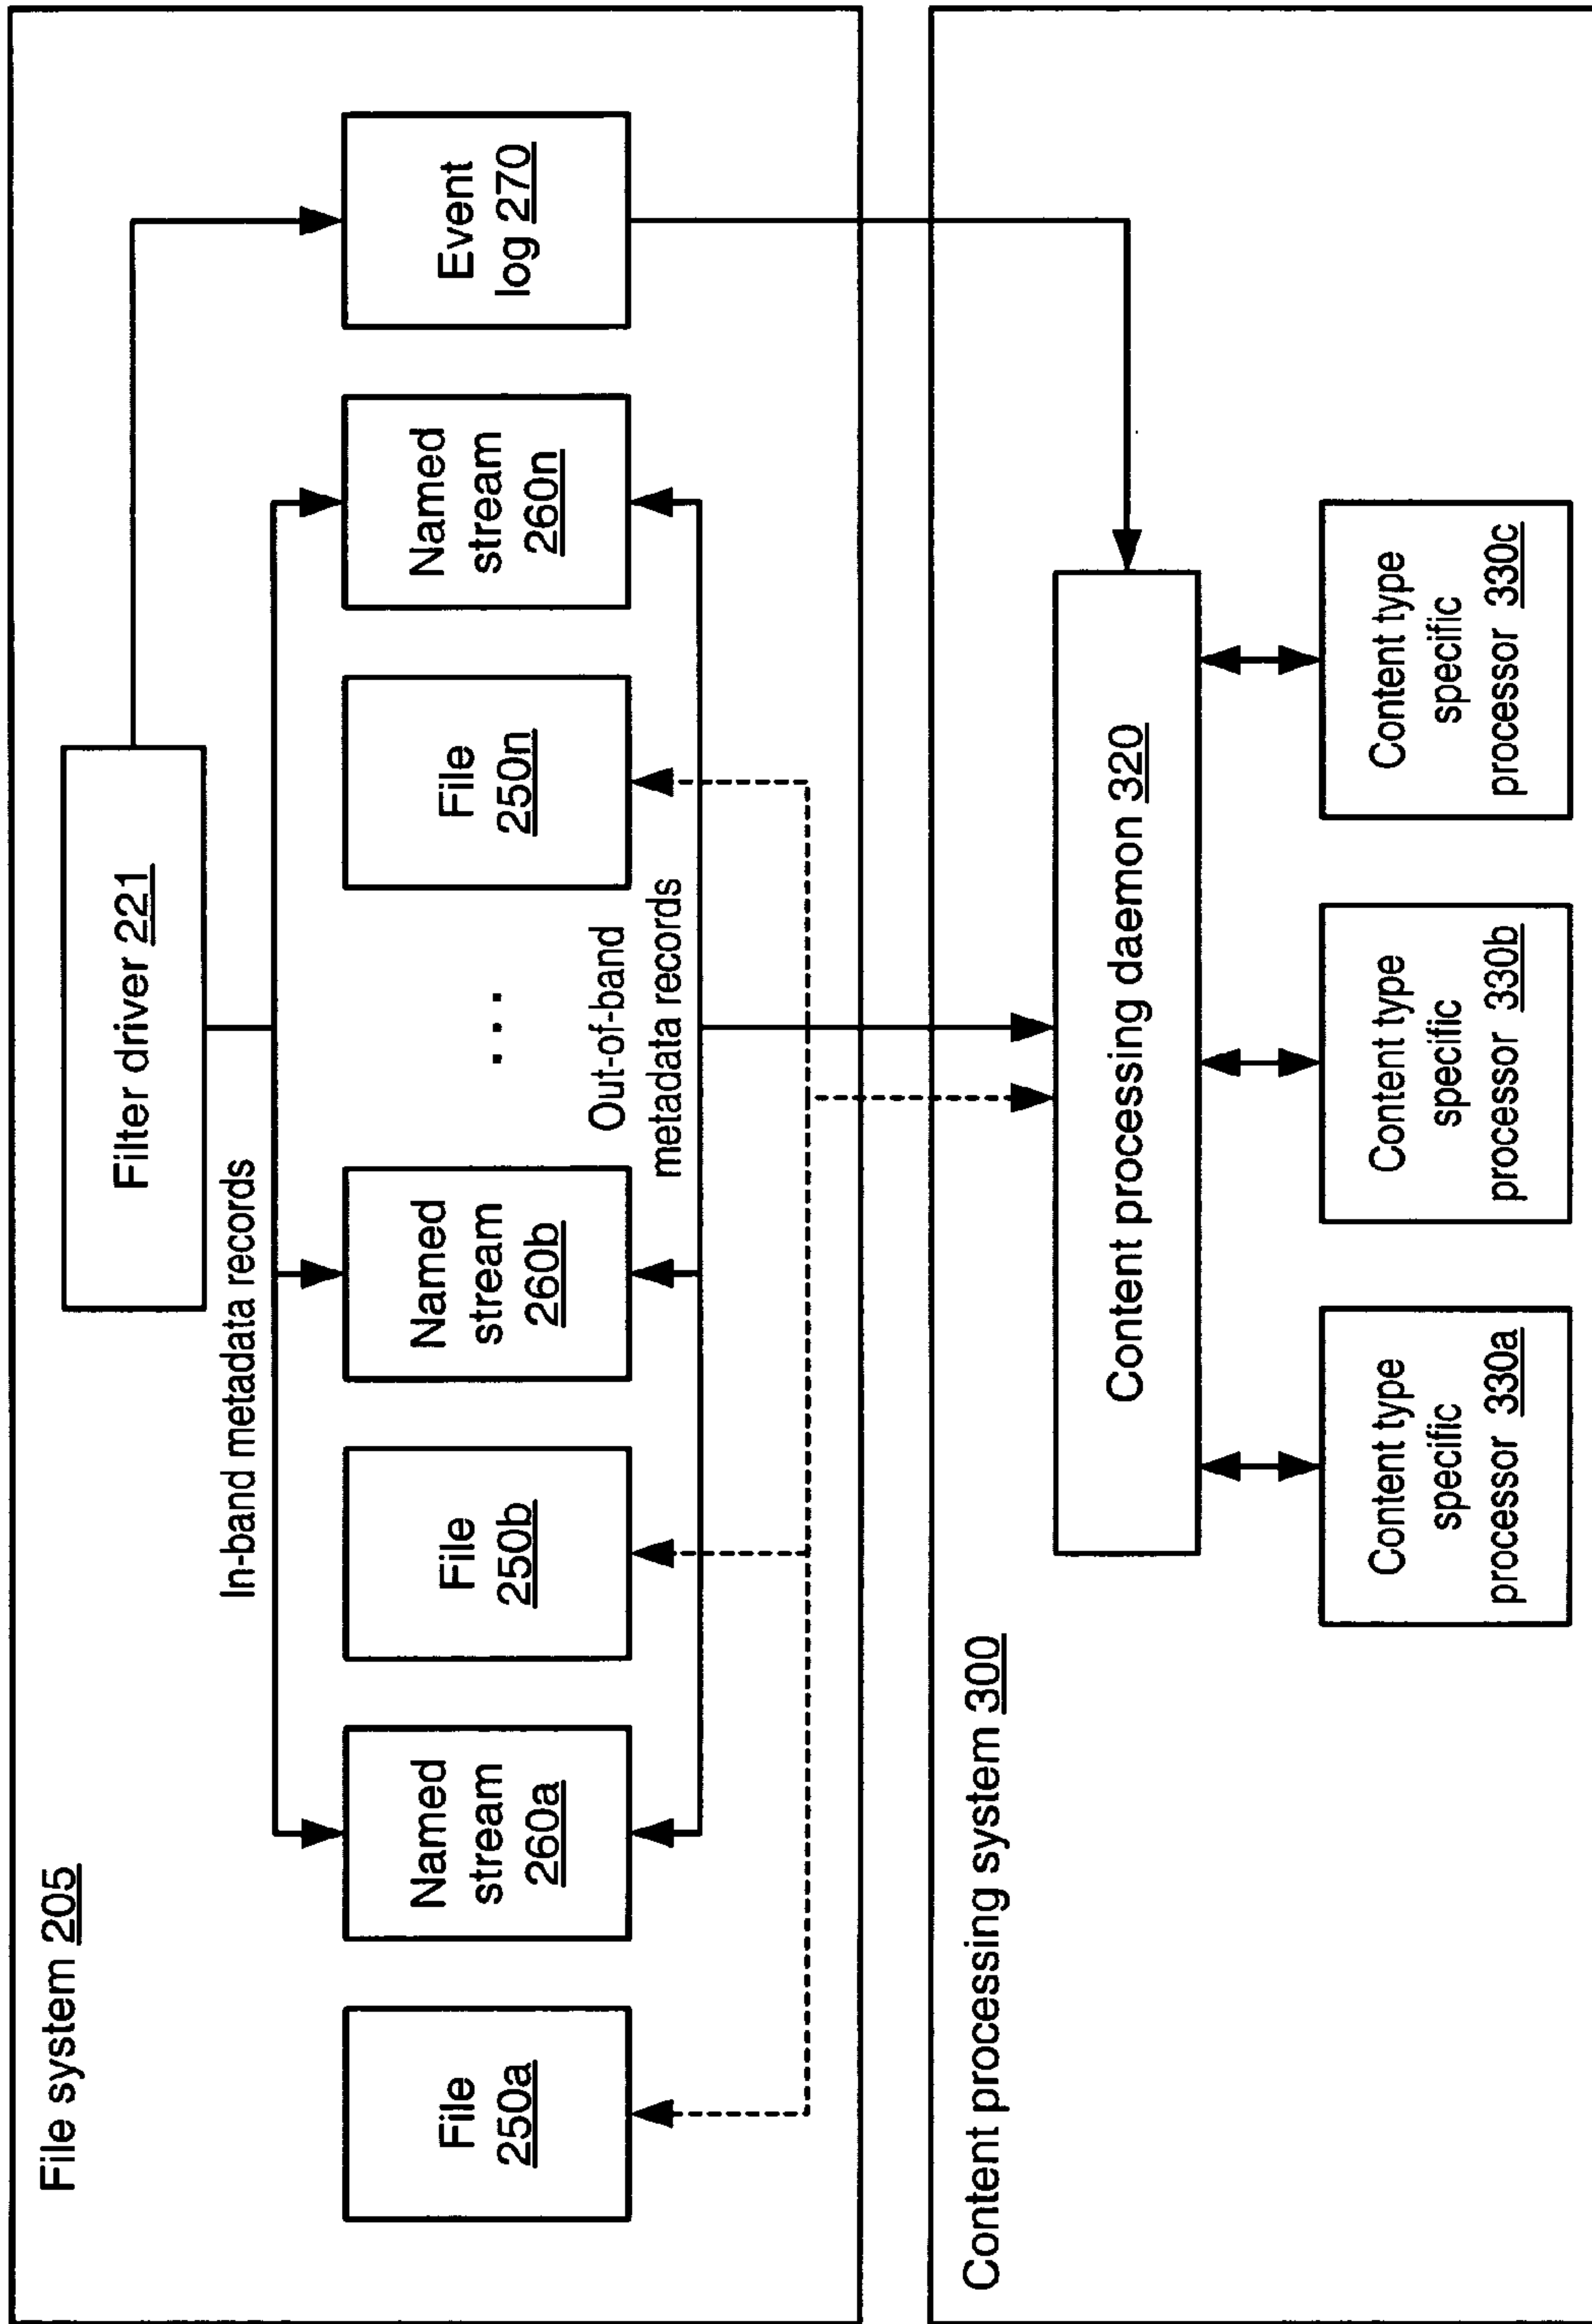 File system 205
Filter driver 221
In-band metadata records
File
250a
Named
stream
260a
File
250b
Named
stream
260b
. . .
File
250n
Named
stream
260n
Event
log 270
Out-of-band
metadata records
Content processing system 300
Content processing daemon 320
Content type
specific
processor 330a
Content type
specific
processor 330b
Content type
specific
processor 330c